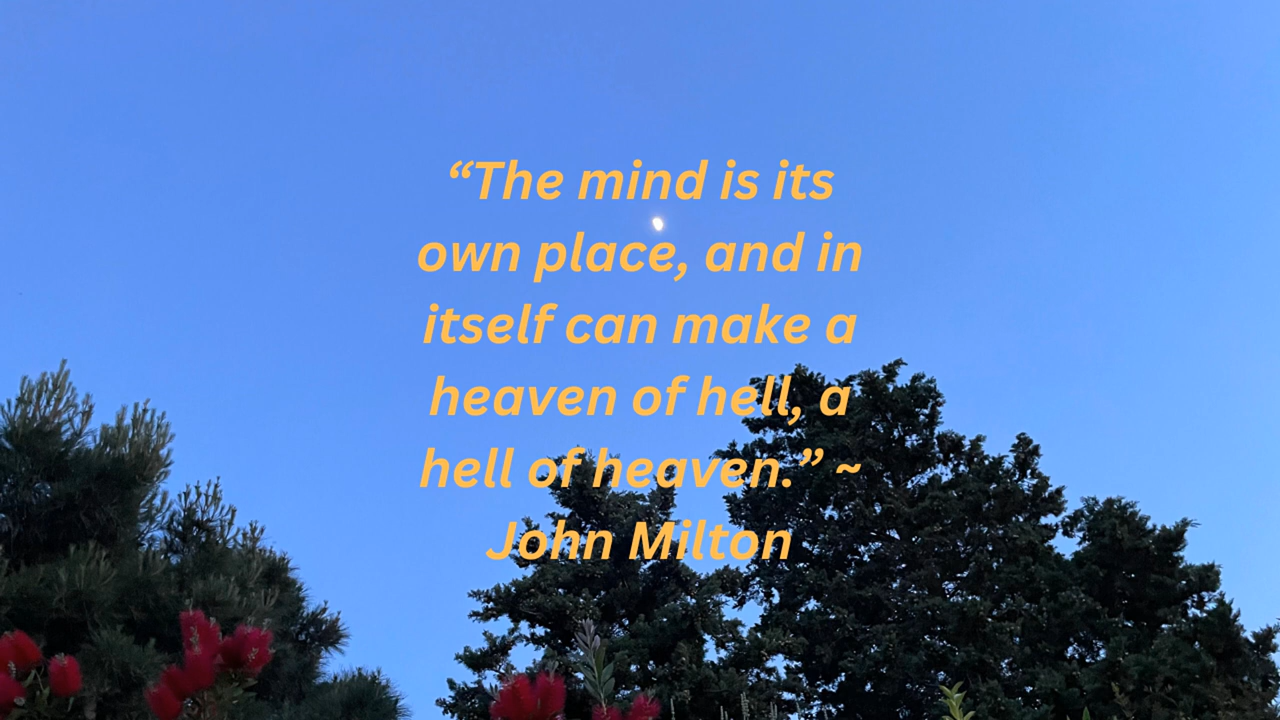 “The mind is its
own place, and in
itself can make a
heaven of hell, a
hell of heaven.” ~
John Milton